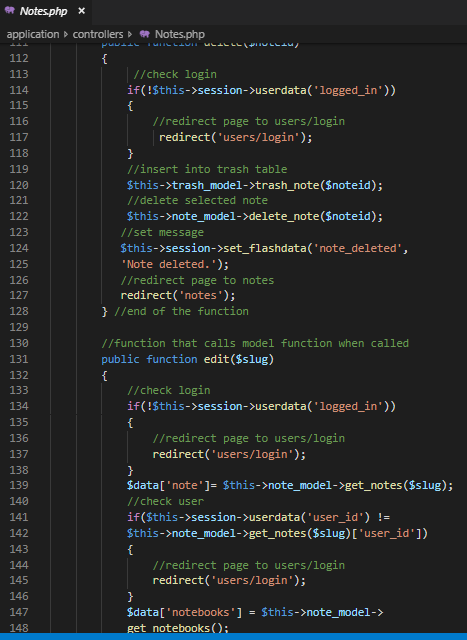 Notes.php ×
application > controllers > Notes.php
111 public function delete($noteid)
112 {
113 //check login
114 if(!$this->session->userdata('logged_in'))
115 {
116 //redirect page to users/login
117 redirect('users/login');
118 }
119 //insert into trash table
120 $this->trash_model->trash_note($noteid);
121 //delete selected note
122 $this->note_model->delete_note($noteid);
123 //set message
124 $this->session->set_flashdata('note_deleted',
125 'Note deleted.');
126 //redirect page to notes
127 redirect('notes');
128 } //end of the function
129
130 //function that calls model function when called
131 public function edit($slug)
132 {
133 //check login
134 if(!$this->session->userdata('logged_in'))
135 {
136 //redirect page to users/login
137 redirect('users/login');
138 }
139 $data['note']= $this->note_model->get_notes($slug);
140 //check user
141 if($this->session->userdata('user_id') !=
142 $this->note_model->get_notes($slug)['user_id'])
143 {
144 //redirect page to users/login
145 redirect('users/login');
146 }
147 $data['notebooks'] = $this->note_model->
148 get_notebooks();